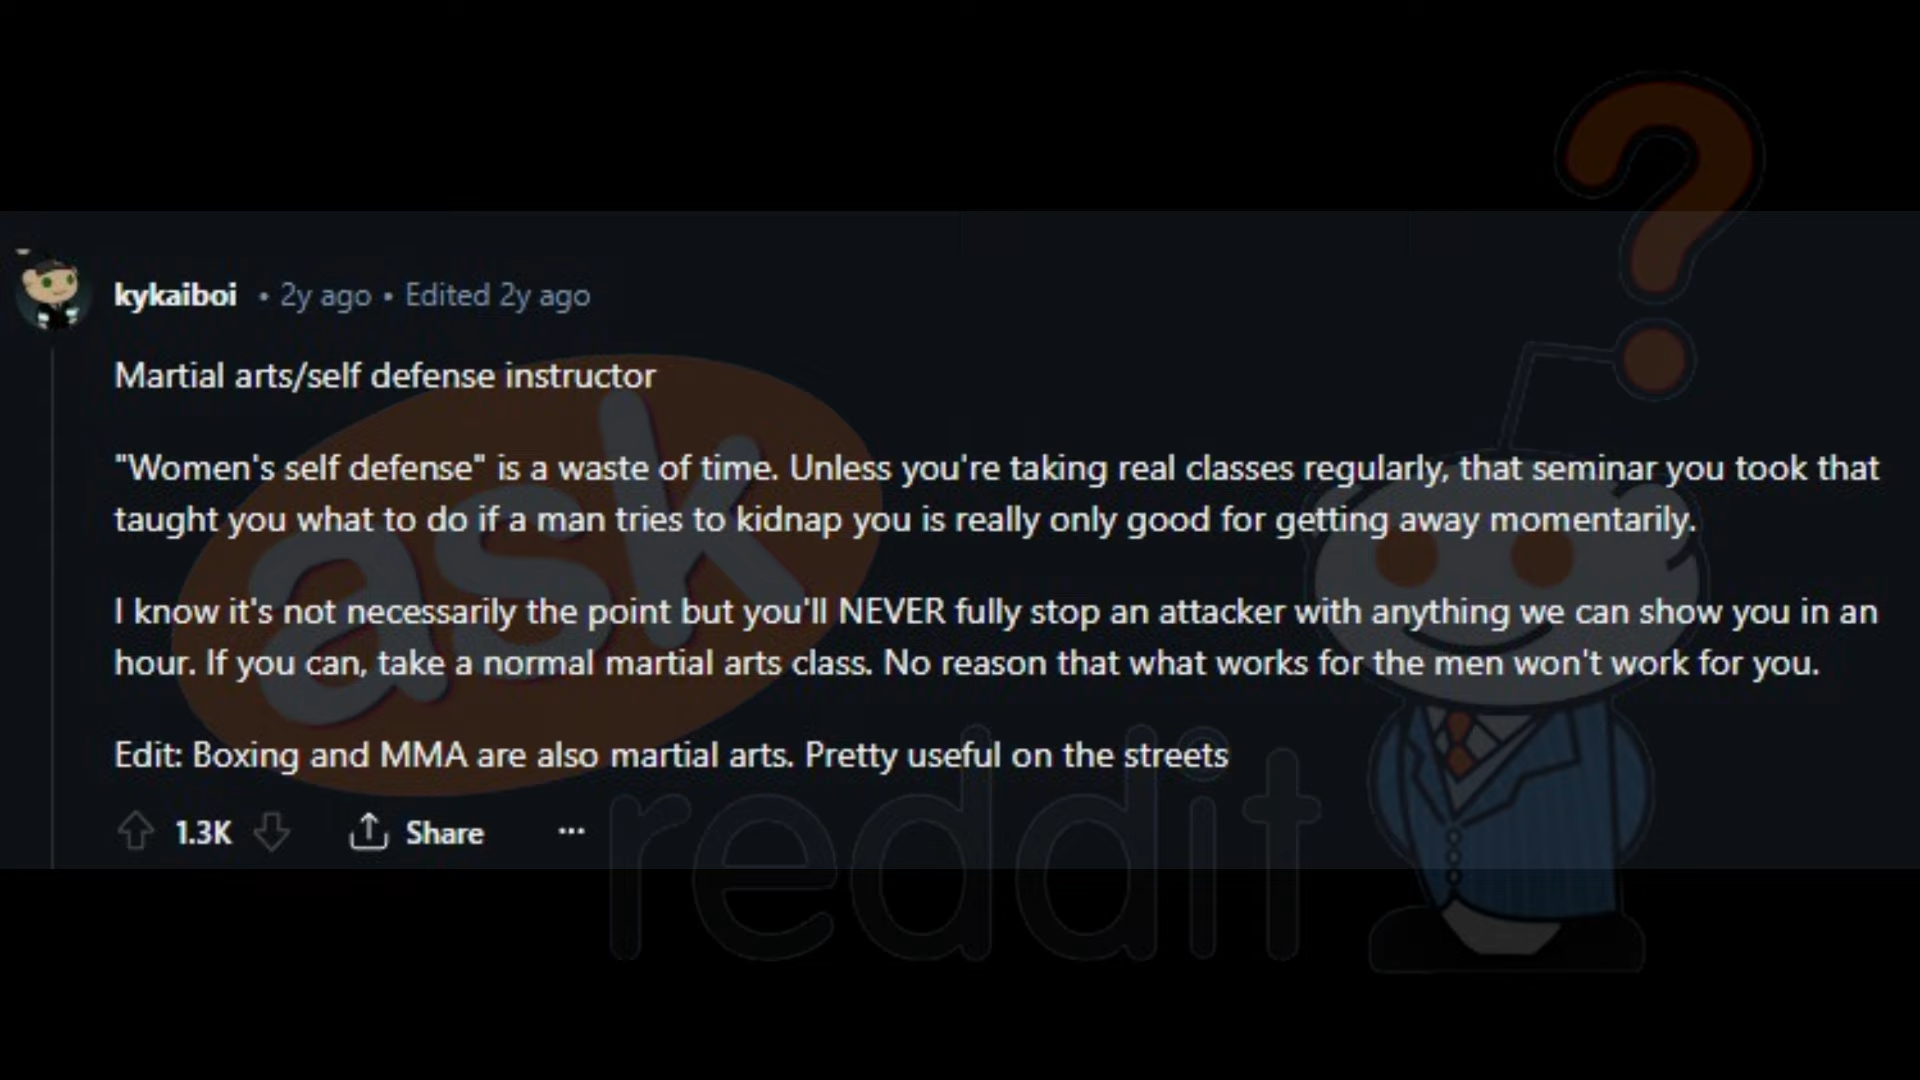 kykaiboi • 2y ago • Edited 2y ago
Martial arts/self defense instructor
"Women's self defense" is a waste of time. Unless you're taking real classes regularly, that seminar you took that
taught you what to do if a man tries to kidnap you is really only good for getting away momentarily.
I know it's not necessarily the point but you'll NEVER fully stop an attacker with anything we can show you in an
hour. If you can, take a normal martial arts class. No reason that what works for the men won't work for you.
Edit: Boxing and MMA are also martial arts. Pretty useful on the streets
1.3K Share ...
ask
reddit
?